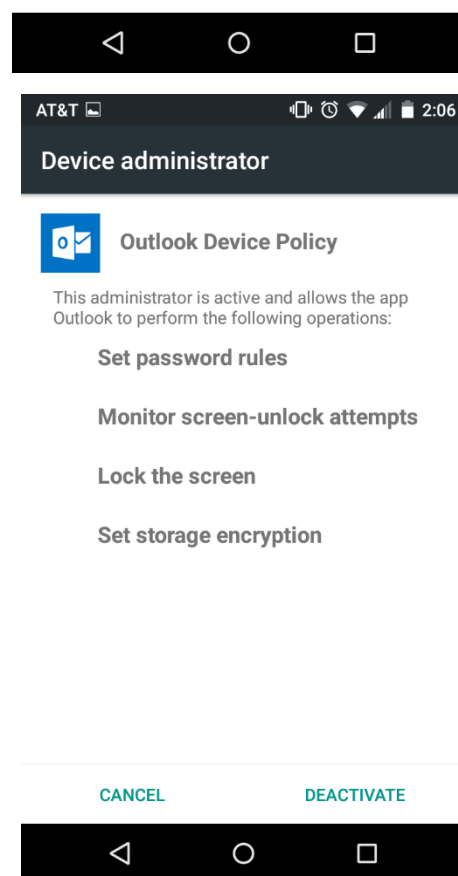 AT&T 2:06
Device administrator
o Outlook Device Policy
This administrator is active and allows the app
Outlook to perform the following operations:
Set password rules
Monitor screen-unlock attempts
Lock the screen
Set storage encryption
CANCEL DEACTIVATE